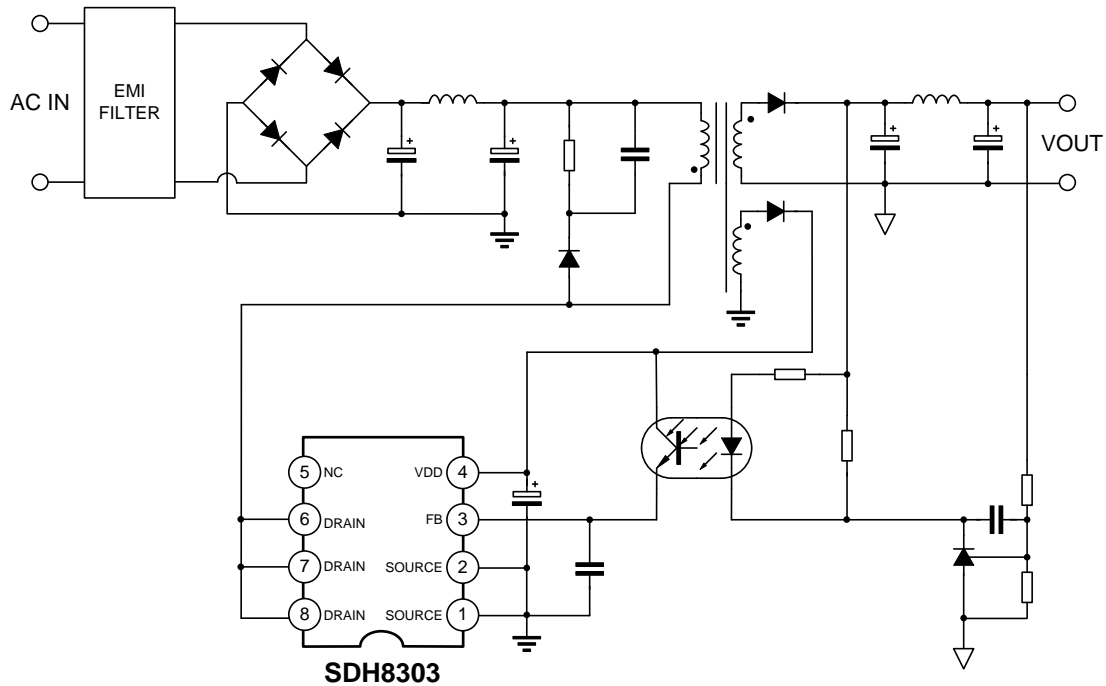 AC IN
EMI
FILTER
+
+
+
+
VOUT
5 NC
VDD 4
+
6 DRAIN
FB 3
7 DRAIN
SOURCE 2
8 DRAIN
SOURCE 1
SDH8303